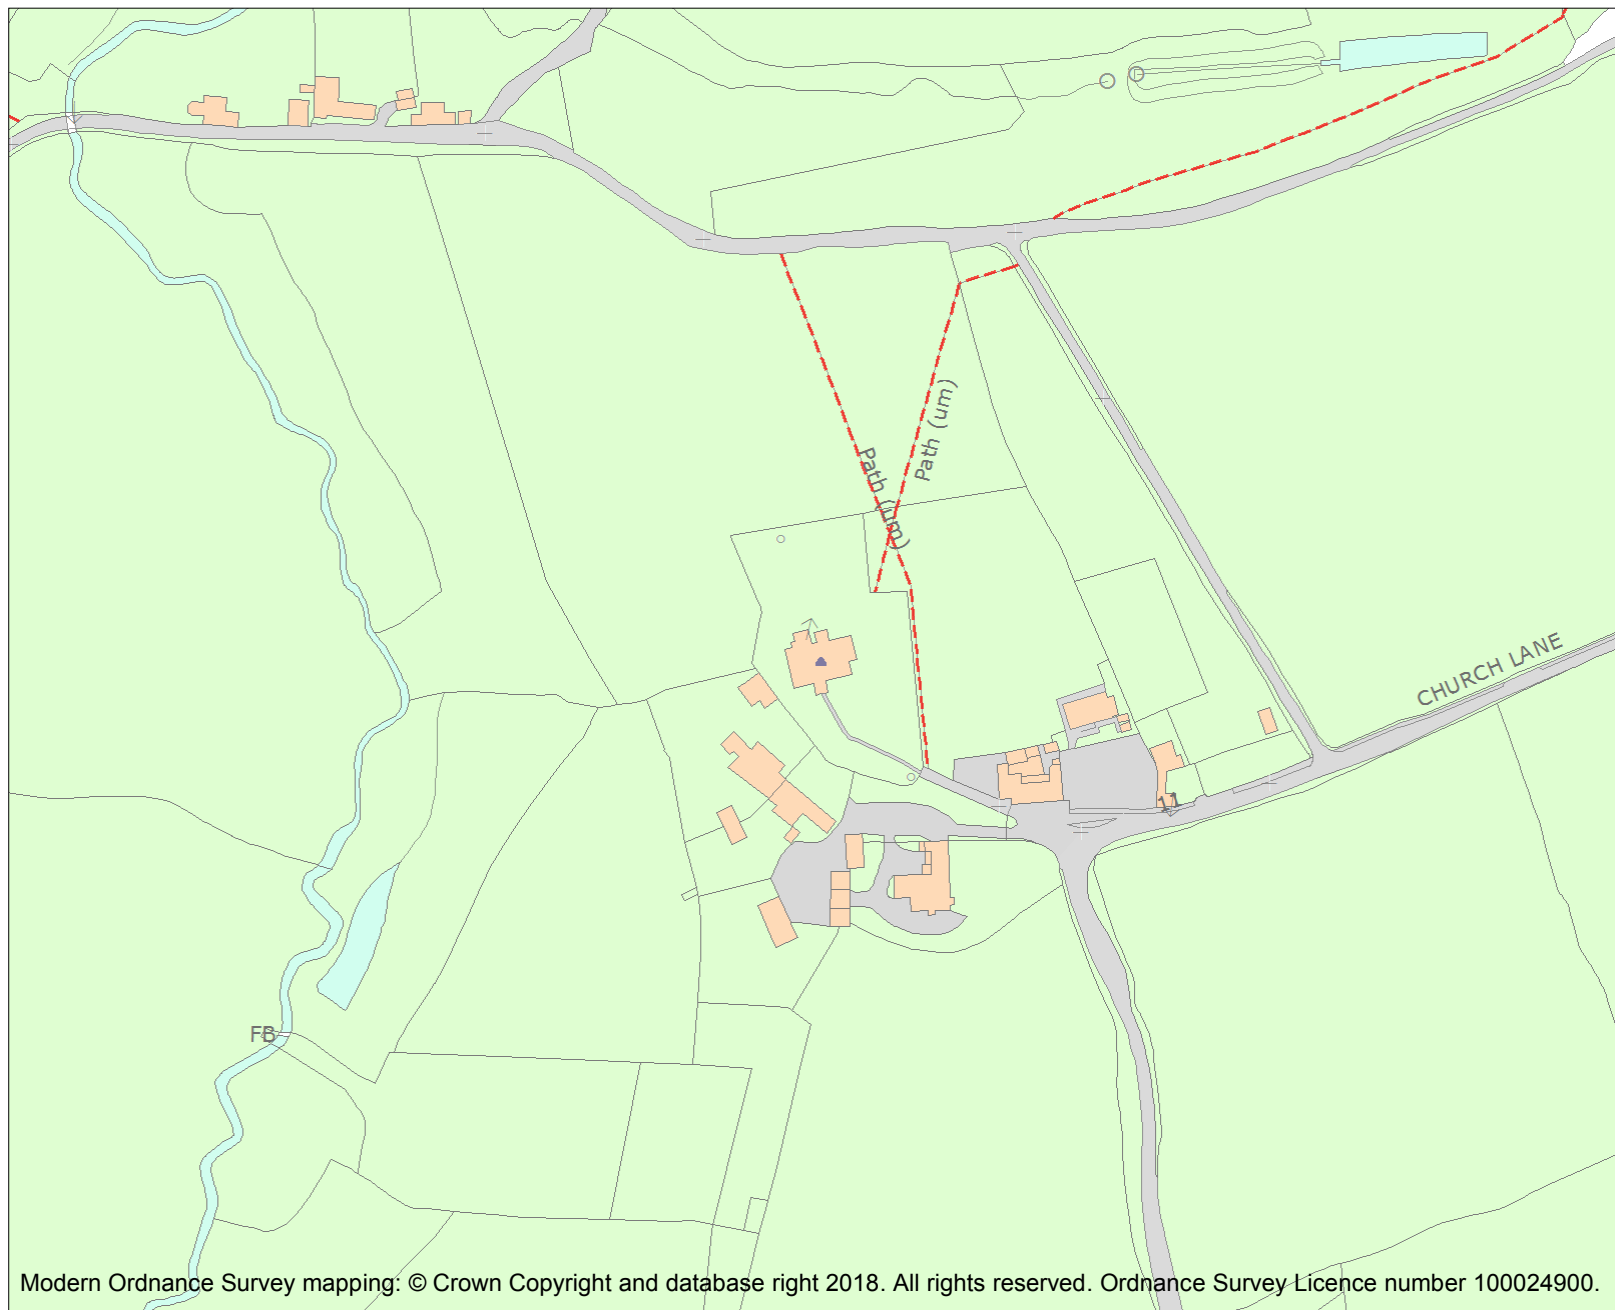 Path (um)
Path (um)
CHURCH LANE
11
FB
Modern Ordnance Survey mapping: © Crown Copyright and database right 2018. All rights reserved. Ordnance Survey Licence number 100024900.